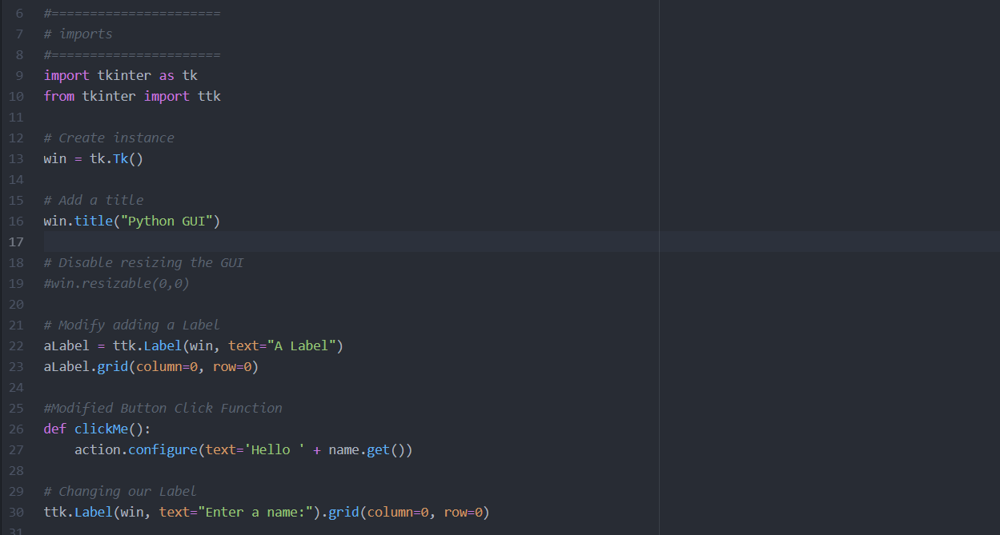 6 #======================
7 # imports
8 #======================
9 import tkinter as tk
10 from tkinter import ttk
11
12 # Create instance
13 win = tk.Tk()
14
15 # Add a title
16 win.title("Python GUI")
17
18 # Disable resizing the GUI
19 #win.resizable(0,0)
20
21 # Modify adding a Label
22 aLabel = ttk.Label(win, text="A Label")
23 aLabel.grid(column=0, row=0)
24
25 #Modified Button Click Function
26 def clickMe():
27     action.configure(text='Hello ' + name.get())
28
29 # Changing our Label
30 ttk.Label(win, text="Enter a name:").grid(column=0, row=0)
31